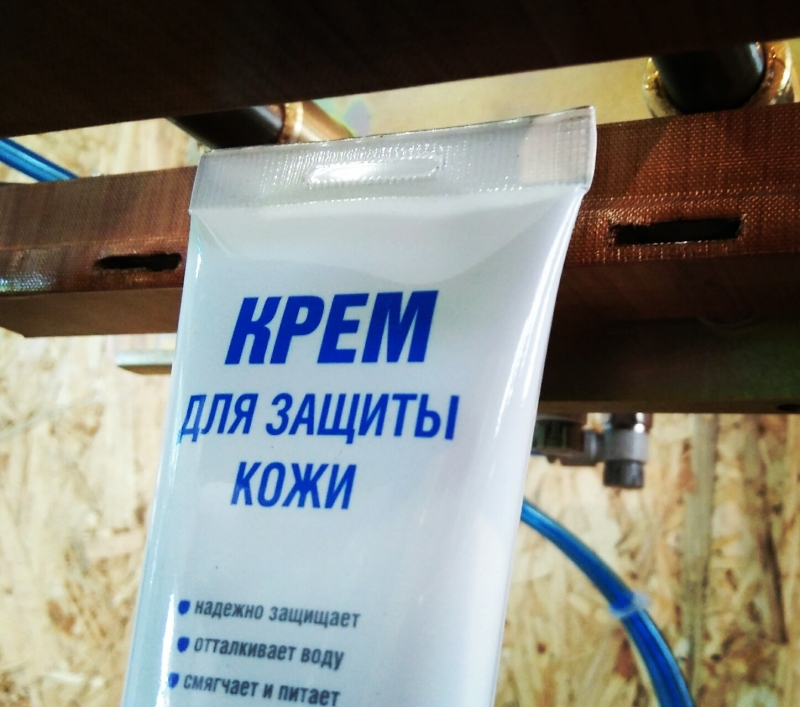 КРЕМ
ДЛЯ ЗАЩИТЫ
КОЖИ
надежно защищает
отталкивает воду
смягчает и питает